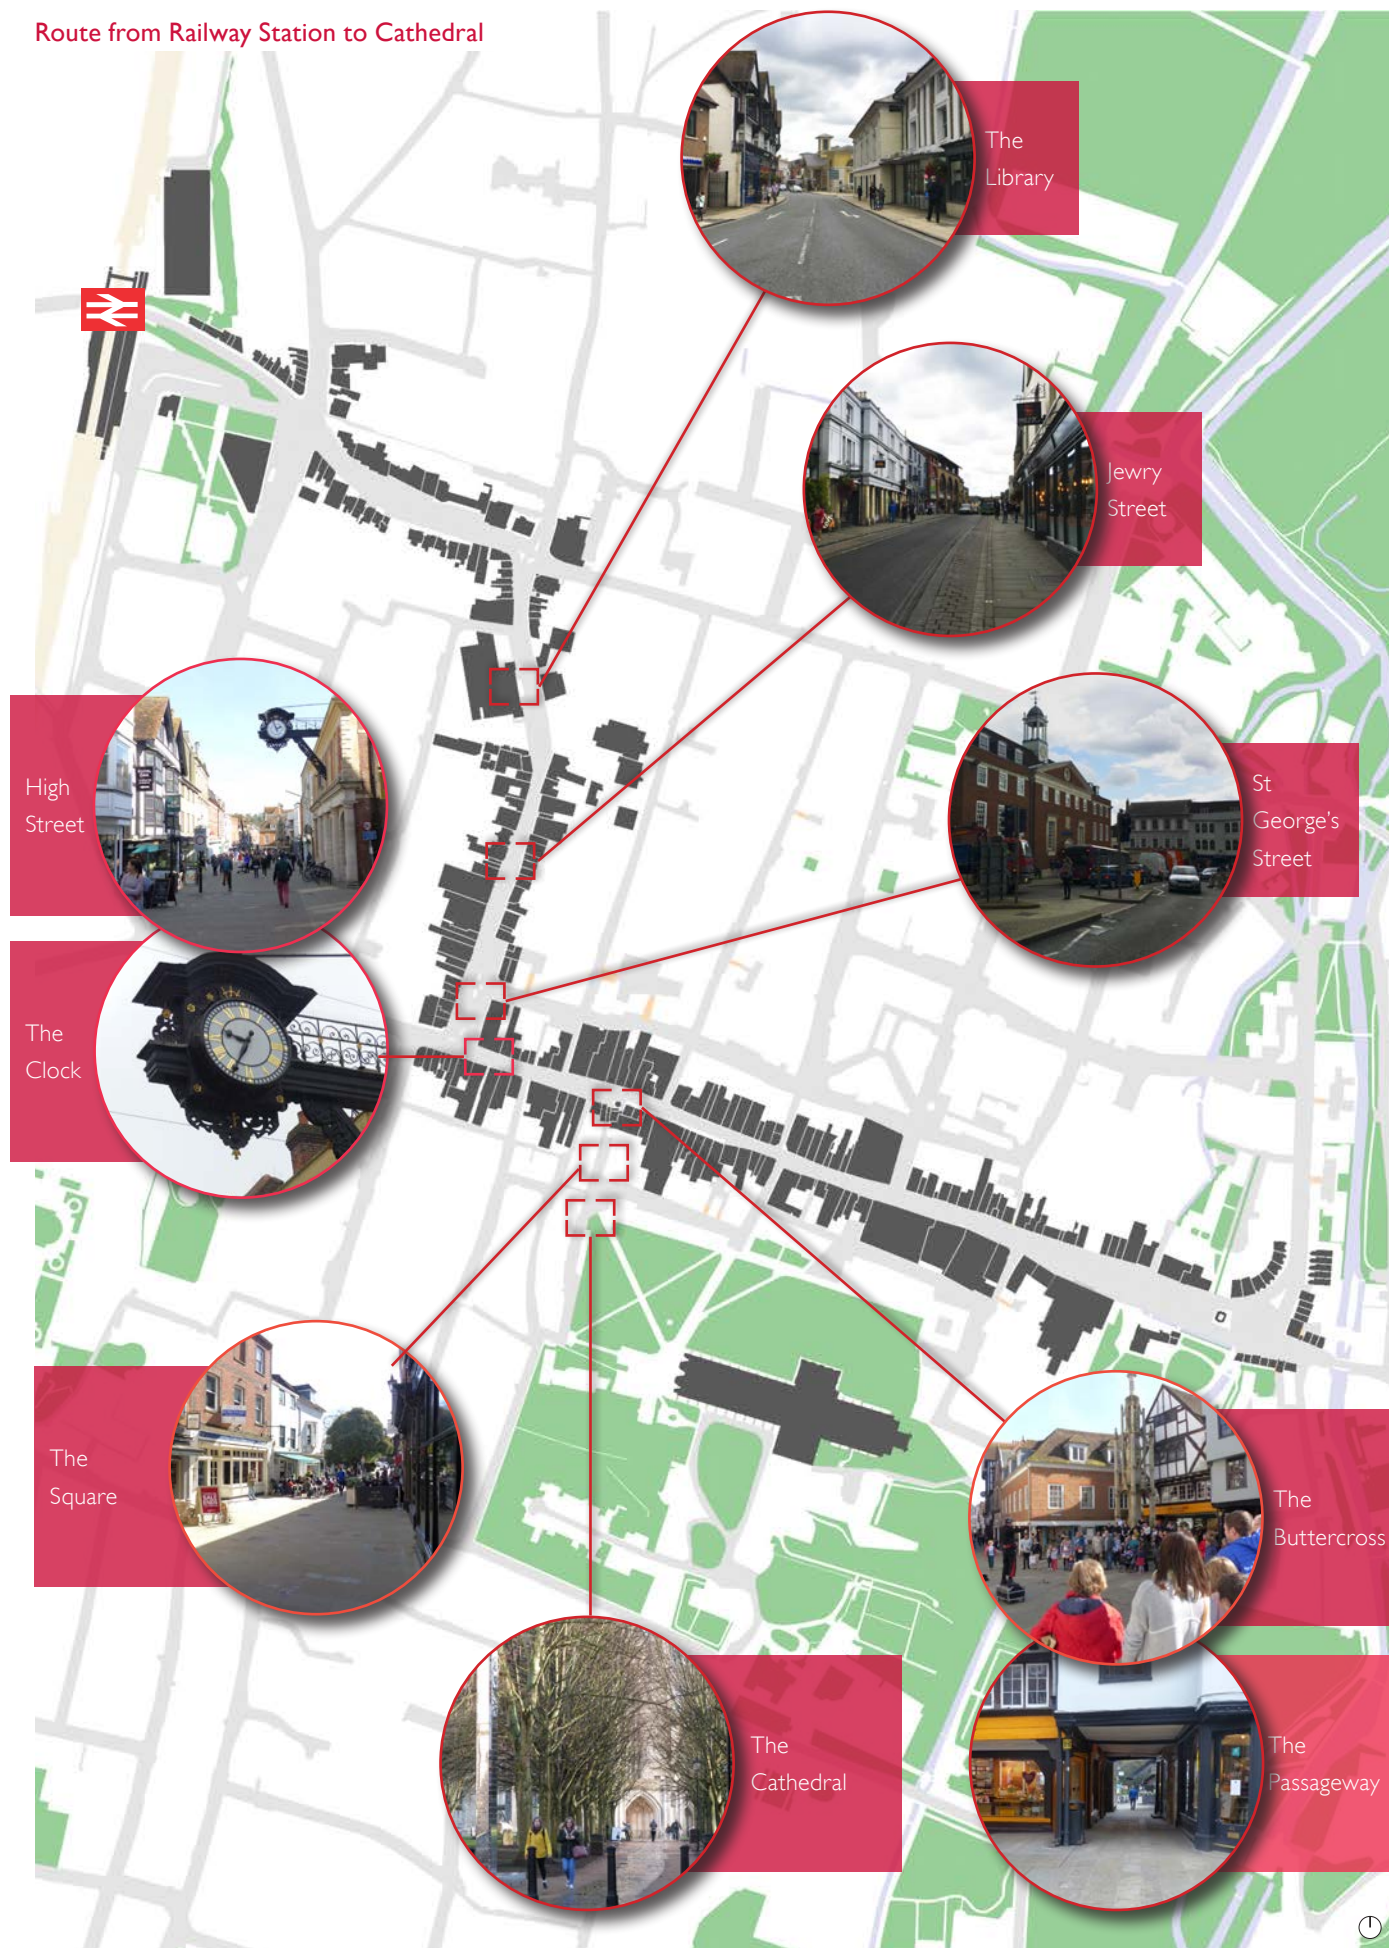 Route from Railway Station to Cathedral
The
Library
Jewry
Street
High
Street
St
George's
Street
The
Clock
The
Square
The
Buttercross
The
Cathedral
The
Passageway